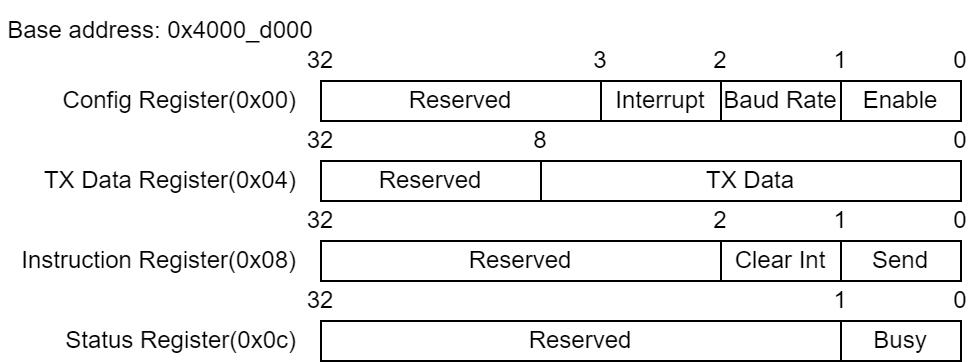 Base address: 0x4000_d000
32 3 2 1 0
Config Register(0x00) Reserved Interrupt Baud Rate Enable
32 8 0
TX Data Register(0x04) Reserved TX Data
32 2 1 0
Instruction Register(0x08) Reserved Clear Int Send
32 1 0
Status Register(0x0c) Reserved Busy